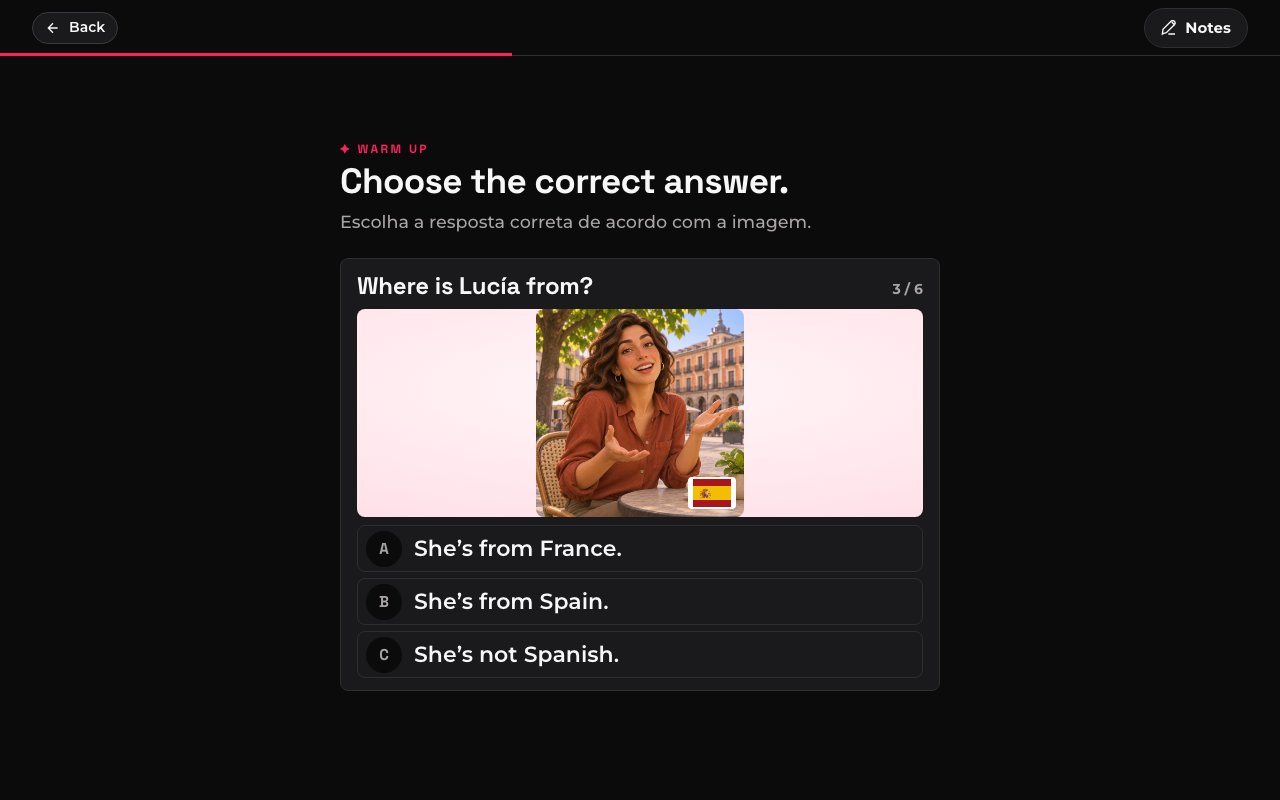 Back
Notes
WARM UP
Choose the correct answer.
Escolha a resposta correta de acordo com a imagem.
Where is Lucía from?
3 / 6
A She’s from France.
B She’s from Spain.
C She’s not Spanish.